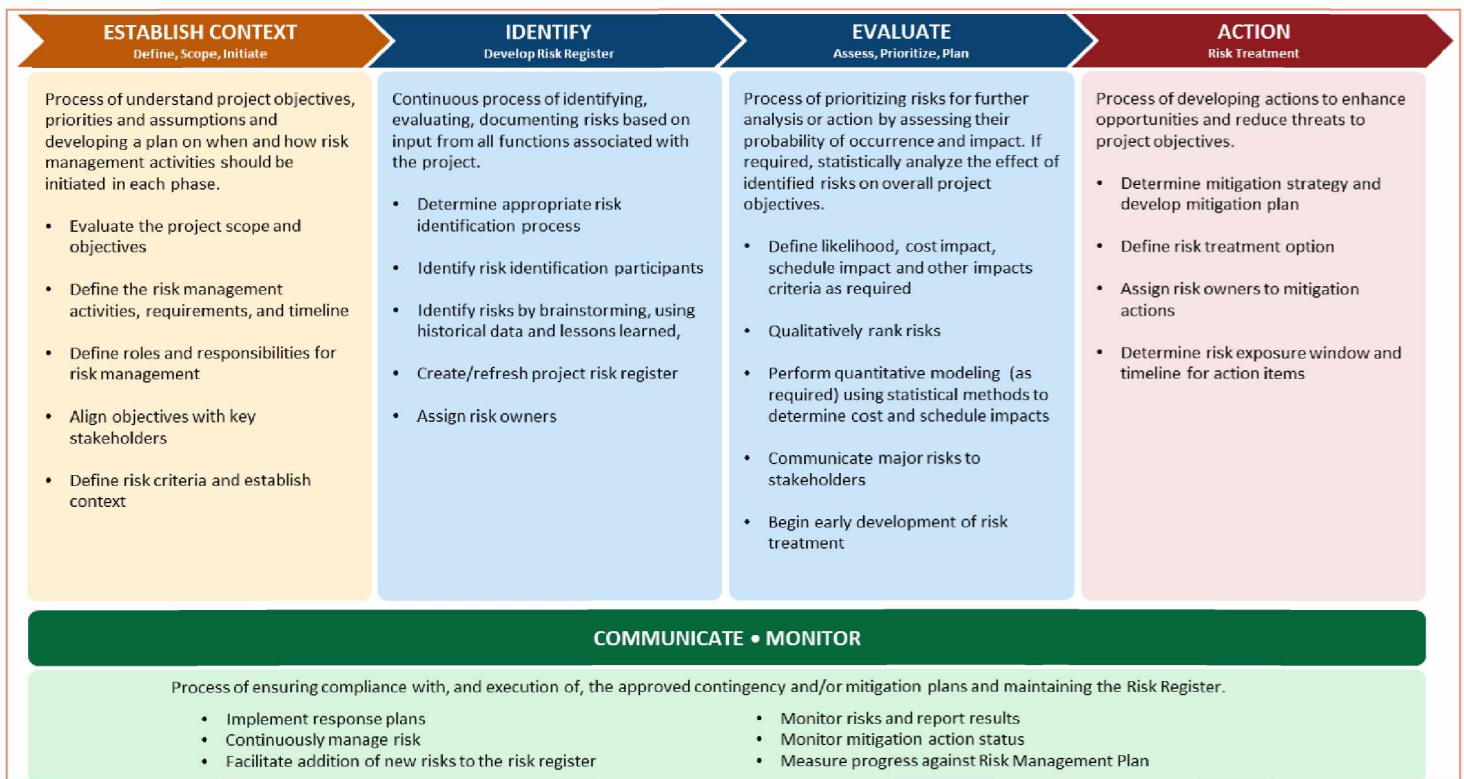 ESTABLISH CONTEXT
Define, Scope, Initiate
Process of understand project objectives,
priorities and assumptions and
developing a plan on when and how risk
management activities should be
initiated in each phase.
• Evaluate the project scope and
objectives
• Define the risk management
activities, requirements, and timeline
• Define roles and responsibilities for
risk management
• Align objectives with key
stakeholders
• Define risk criteria and establish
context
IDENTIFY
Develop Risk Register
Continuous process of identifying,
evaluating, documenting risks based on
input from all functions associated with
the project.
• Determine appropriate risk
identification process
• Identify risk identification participants
• Identify risks by brainstorming, using
historical data and lessons learned,
• Create/refresh project risk register
• Assign risk owners
EVALUATE
Assess, Prioritize, Plan
Process of prioritizing risks for further
analysis or action by assessing their
probability of occurrence and impact. If
required, statistically analyze the effect of
identified risks on overall project
objectives.
• Define likelihood, cost impact,
schedule impact and other impacts
criteria as required
• Qualitatively rank risks
• Perform quantitative modeling (as
required) using statistical methods to
determine cost and schedule impacts
• Communicate major risks to
stakeholders
• Begin early development of risk
treatment
ACTION
Risk Treatment
Process of developing actions to enhance
opportunities and reduce threats to
project objectives.
• Determine mitigation strategy and
develop mitigation plan
• Define risk treatment option
• Assign risk owners to mitigation
actions
• Determine risk exposure window and
timeline for action items
COMMUNICATE • MONITOR
Process of ensuring compliance with, and execution of, the approved contingency and/or mitigation plans and maintaining the Risk Register.
• Implement response plans
• Continuously manage risk
• Facilitate addition of new risks to the risk register
• Monitor risks and report results
• Monitor mitigation action status
• Measure progress against Risk Management Plan